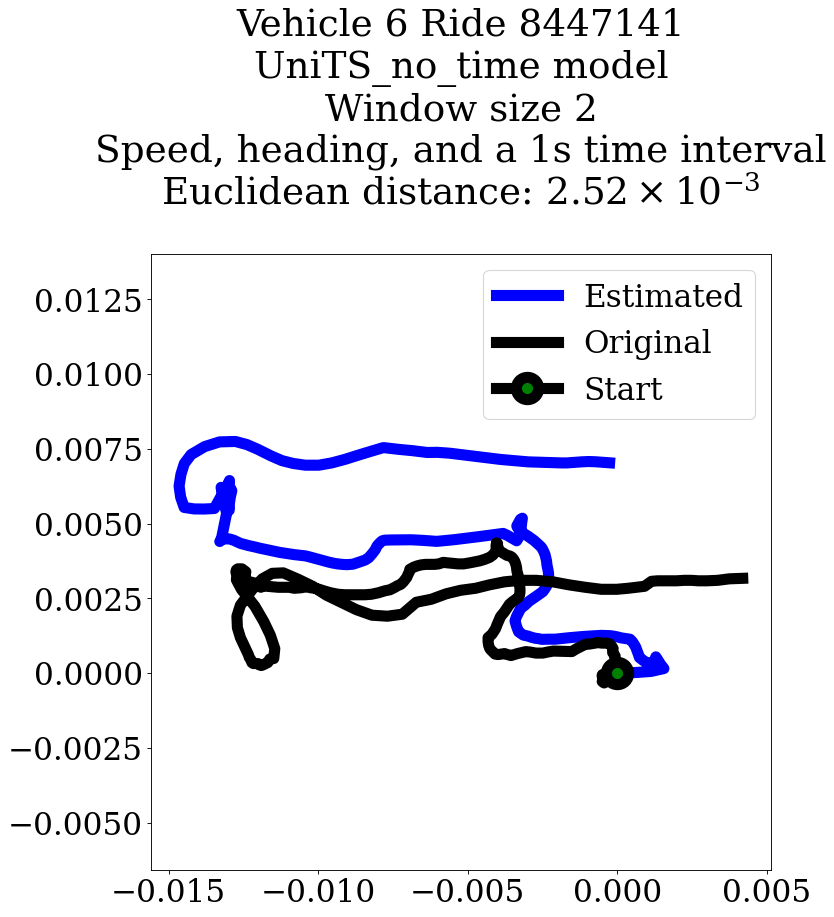 Vehicle 6 Ride 8447141
UniTS_no_time model
Window size 2
Speed, heading, and a 1s time interval
Euclidean distance: 2.52 × 10⁻³
Estimated
Original
Start
0.0125
0.0100
0.0075
0.0050
0.0025
0.0000
−0.0025
−0.0050
−0.015 −0.010 −0.005 0.000 0.005